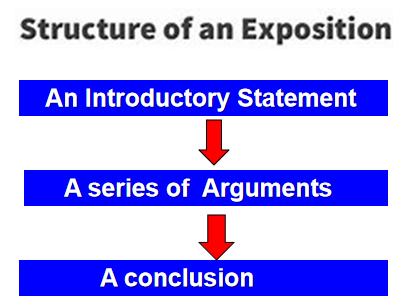 Structure of an Exposition
An Introductory Statement
A series of Arguments
A conclusion